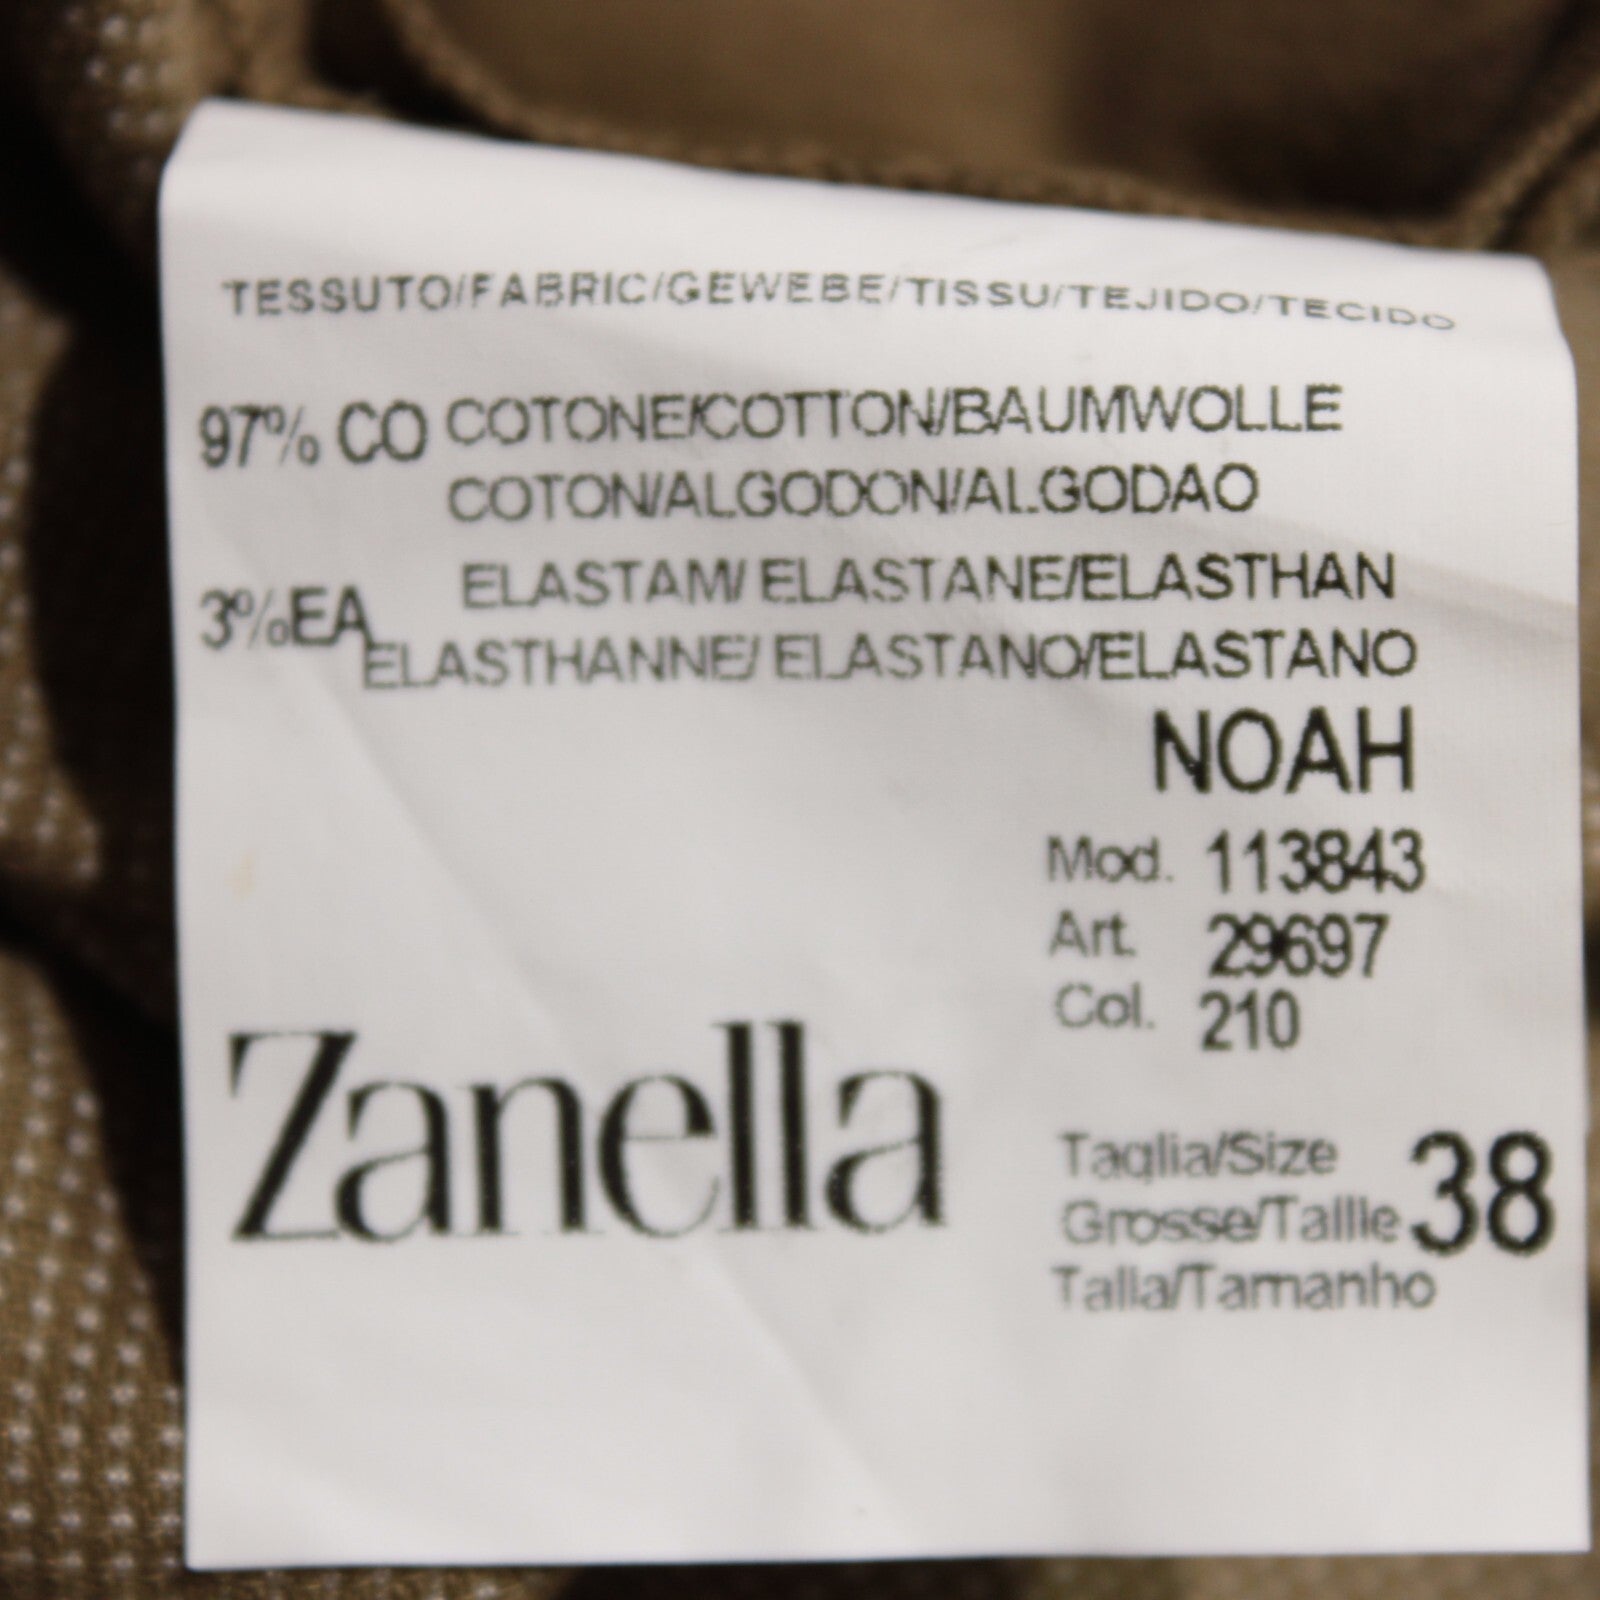 TESSUTO/FABRIC/GEWEBE/TISSU/TEJIDO/TECIDO
97% CO COTONE/COTTON/BAUMWOLLE
COTON/ALGODON/ALGODAO
3%EA ELASTAM/ ELASTANE/ELASTHAN
ELASTHANNE/ ELASTANO/ELASTANO
NOAH
Mod. 113843
Art. 29697
Col. 210
Zanella
Taglia/Size
Grosse/Taille 38
Talla/Tamanho